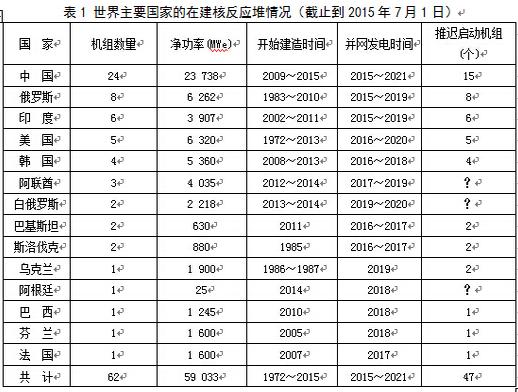 表 1 世界主要国家的在建核反应堆情况（截止到 2015 年 7 月 1 日）
国 家 机组数量 净功率(MWe) 开始建造时间 并网发电时间 推迟启动机组(个)
中 国 24 23 738 2009～2015 2015～2021 15
俄罗斯 8 6 262 1983～2010 2015～2019 8
印 度 6 3 907 2002～2011 2015～2019 6
美 国 5 6 320 1972～2013 2016～2020 5
韩 国 4 5 360 2008～2013 2016～2018 4
阿联酋 3 4 035 2012～2014 2017～2019 ?
白俄罗斯 2 2 218 2013～2014 2019～2020 ?
巴基斯坦 2 630 2011 2016～2017 2
斯洛伐克 2 880 1985 2016～2017 2
乌克兰 1 1 900 1986～1987 2019 2
阿根廷 1 25 2014 2018 ?
巴 西 1 1 245 2010 2018 1
芬 兰 1 1 600 2005 2018 1
法 国 1 1 600 2007 2017 1
共 计 62 59 033 1972～2015 2015～2021 47